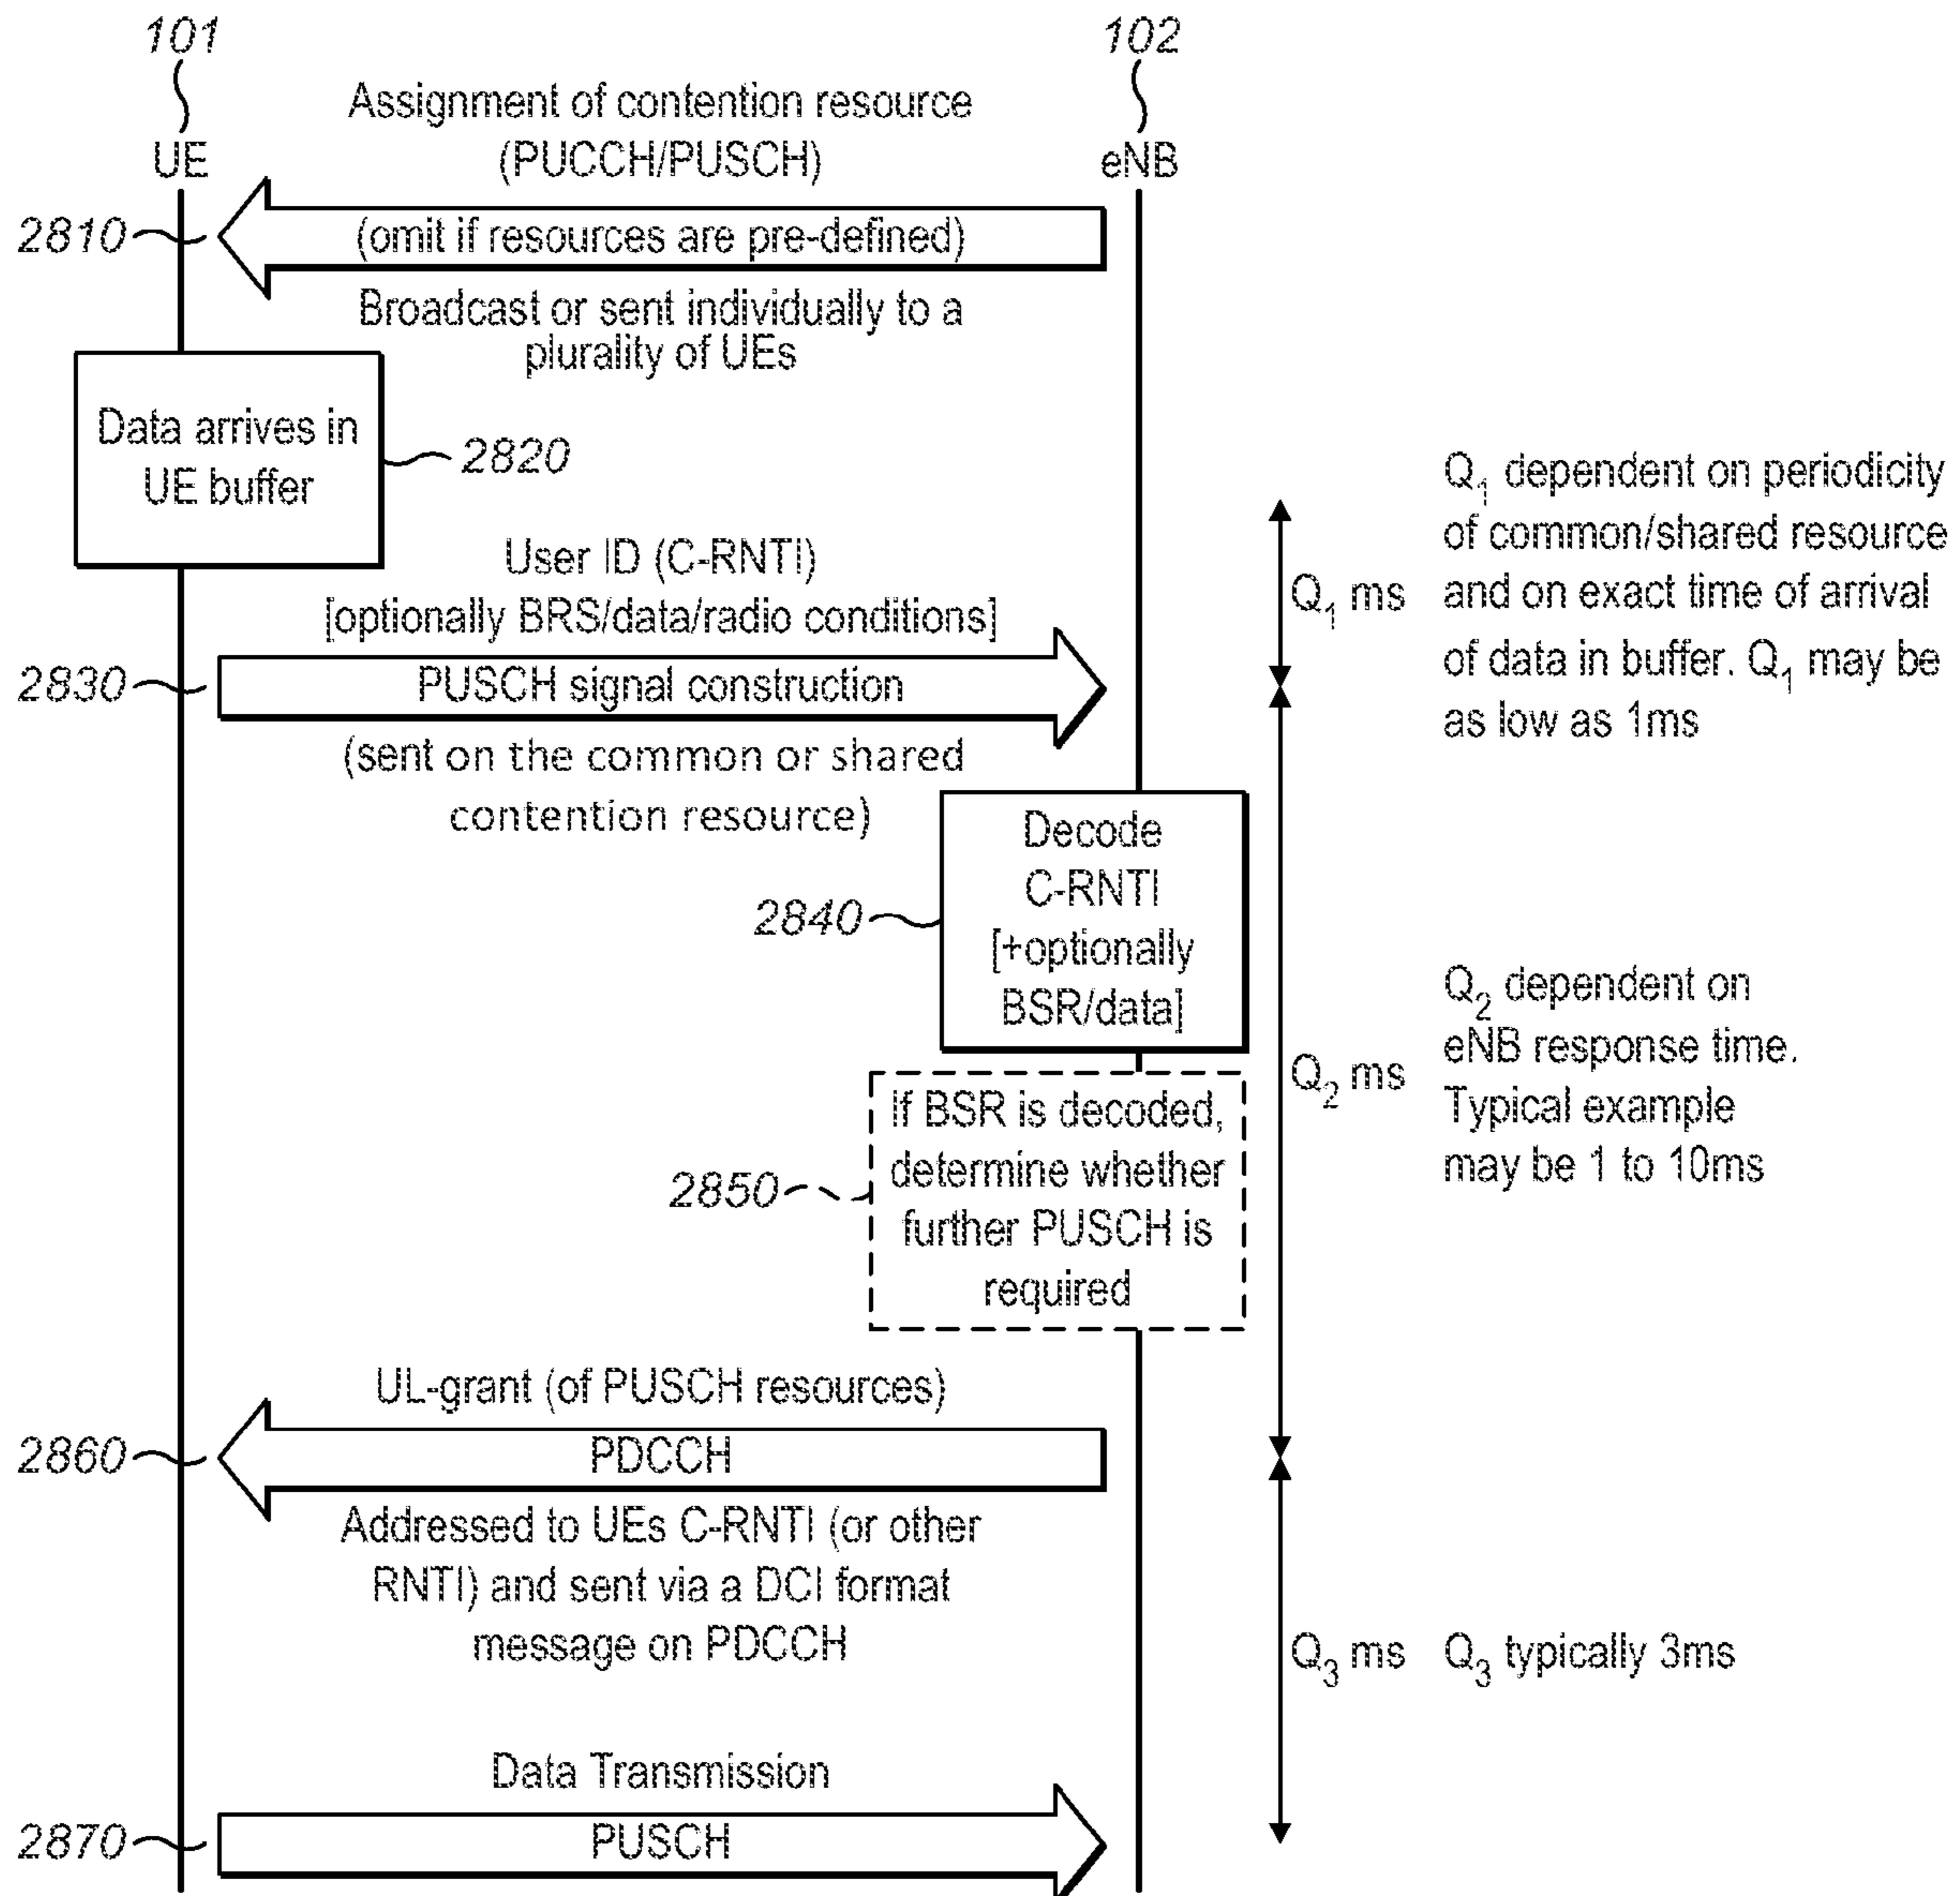 101
102
UE
eNB
Assignment of contention resource
(PUCCH/PUSCH)
2810
(omit if resources are pre-defined)
Broadcast or sent individually to a
plurality of UEs
Data arrives in
UE buffer
2820
User ID (C-RNTI)
[optionally BRS/data/radio conditions]
2830
PUSCH signal construction
(sent on the common or shared
contention resource)
Q1 ms
Q1 dependent on periodicity
of common/shared resource
and on exact time of arrival
of data in buffer. Q1 may be
as low as 1ms
2840
Decode
C-RNTI
[+optionally
BSR/data]
2850
If BSR is decoded,
determine whether
further PUSCH is
required
Q2 ms
Q2 dependent on
eNB response time.
Typical example
may be 1 to 10ms
UL-grant (of PUSCH resources)
2860
PDCCH
Addressed to UEs C-RNTI (or other
RNTI) and sent via a DCI format
message on PDCCH
Q3 ms
Q3 typically 3ms
Data Transmission
2870
PUSCH